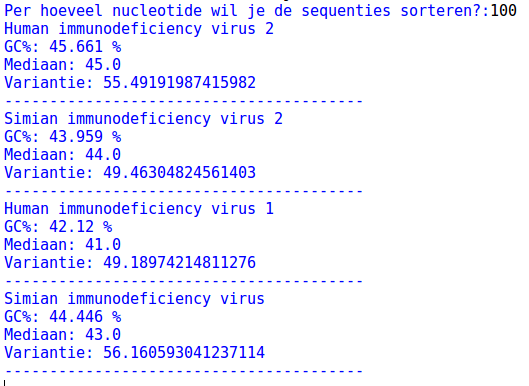 Per hoeveel nucleotide wil je de sequenties sorteren?:100
Human immunodeficiency virus 2
GC%: 45.661 %
Mediaan: 45.0
Variantie: 55.49191987415982
----------------------------------------
Simian immunodeficiency virus 2
GC%: 43.959 %
Mediaan: 44.0
Variantie: 49.46304824561403
----------------------------------------
Human immunodeficiency virus 1
GC%: 42.12 %
Mediaan: 41.0
Variantie: 49.18974214811276
----------------------------------------
Simian immunodeficiency virus
GC%: 44.446 %
Mediaan: 43.0
Variantie: 56.160593041237114
----------------------------------------